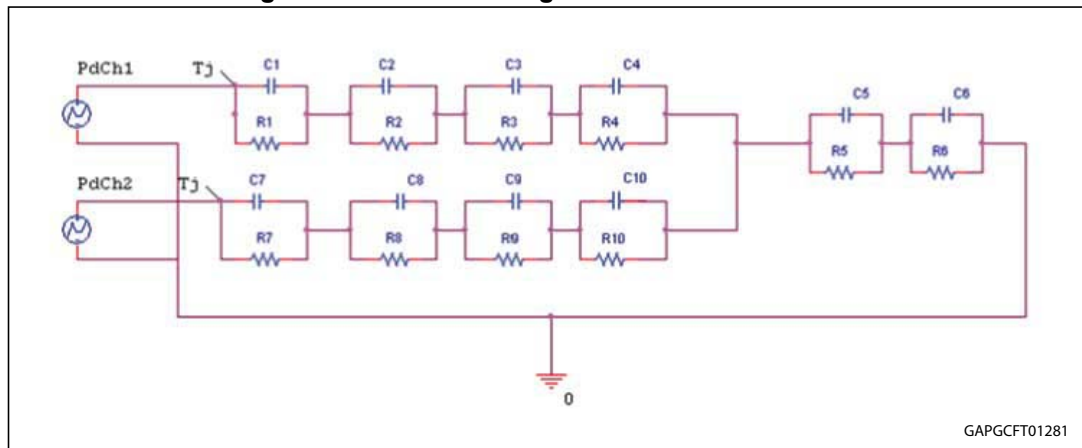 PdCh1
Tj
C1
C2
C3
C4
C5
C6
R1
R2
R3
R4
R5
R6
PdCh2
Tj
C7
C8
C9
C10
R7
R8
R9
R10
0
GAPGCFT01281